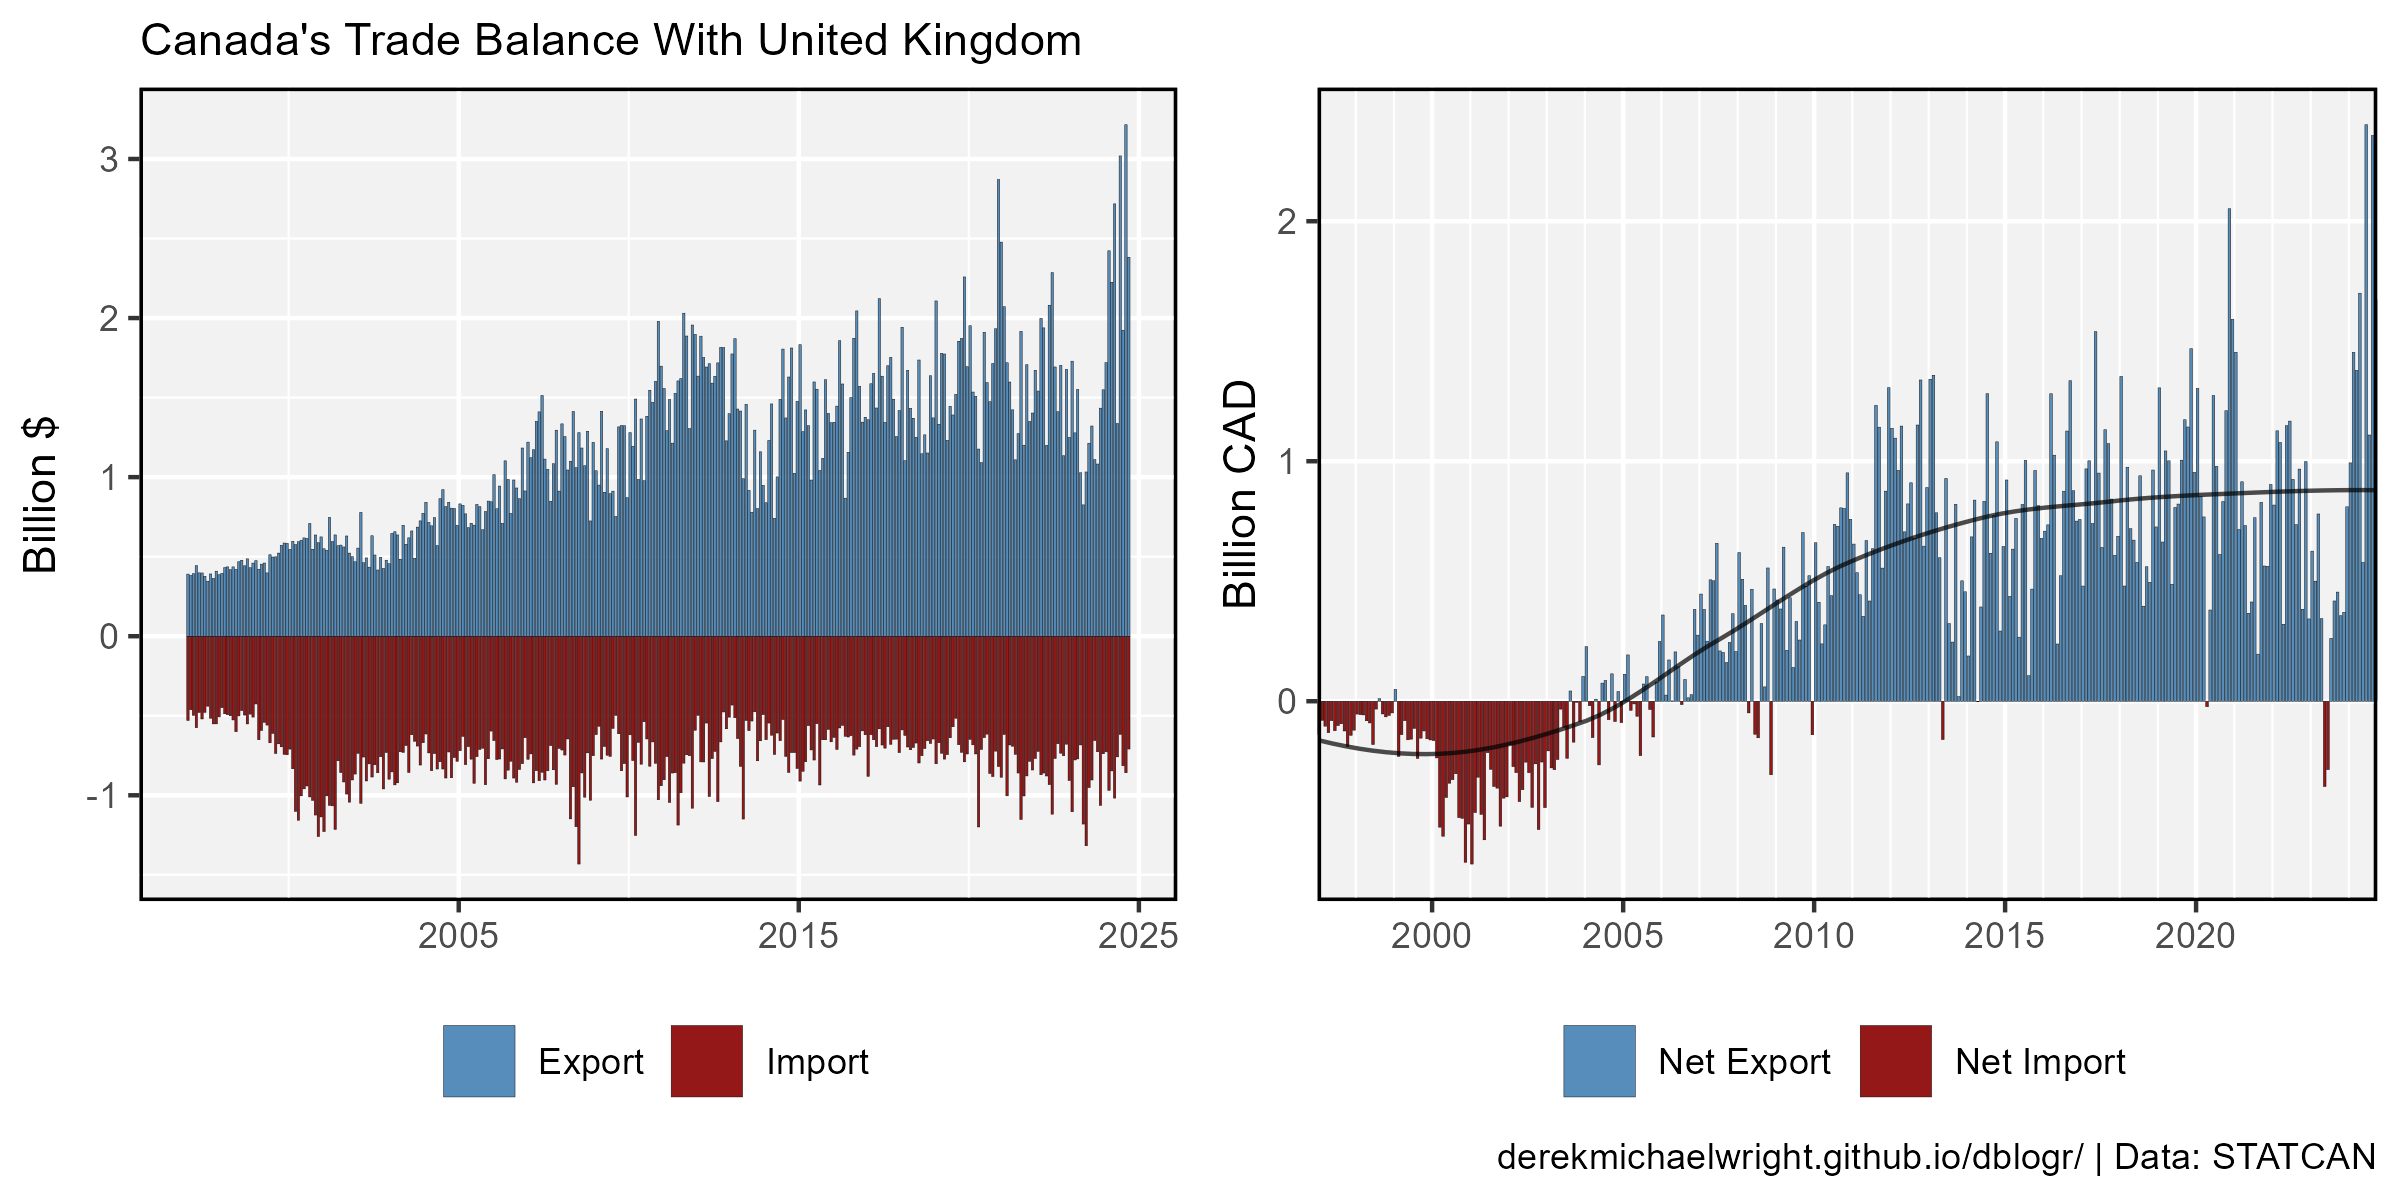 Canada's Trade Balance With United Kingdom
Billion $
3
2
1
0
-1
2005
2015
2025
Export
Import
Billion CAD
2
1
0
2000
2005
2010
2015
2020
Net Export
Net Import
derekmichaelwright.github.io/dblogr/ | Data: STATCAN